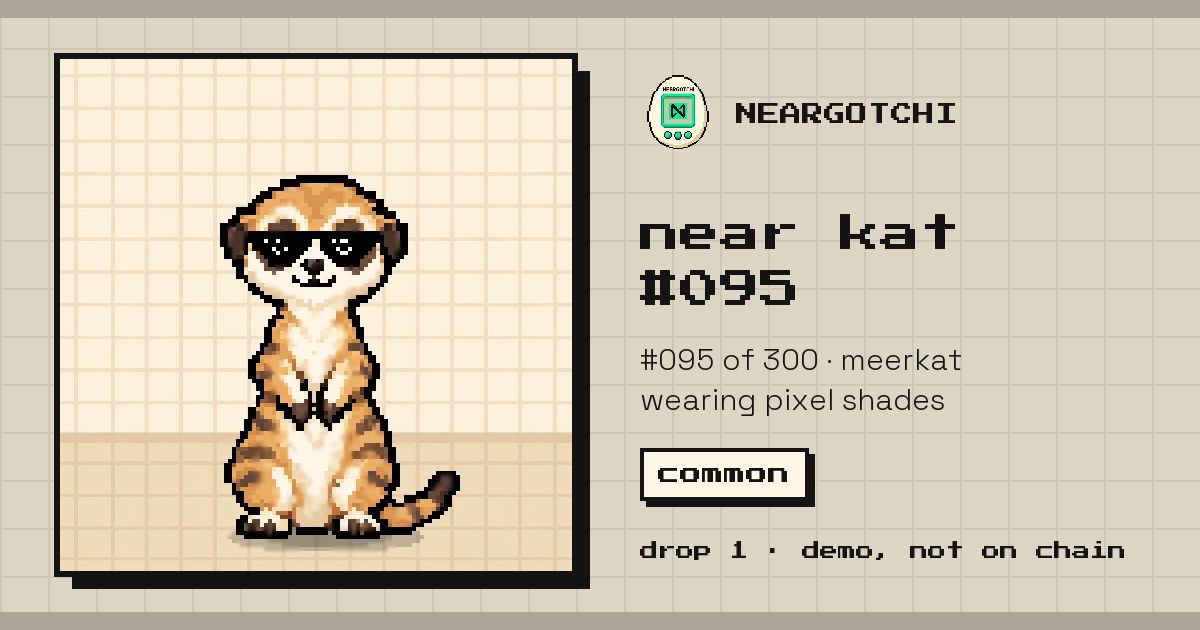 NEARGOTCHI
NEARGOTCHI
near kat
#095
#095 of 300 · meerkat
wearing pixel shades
common
drop 1 · demo, not on chain